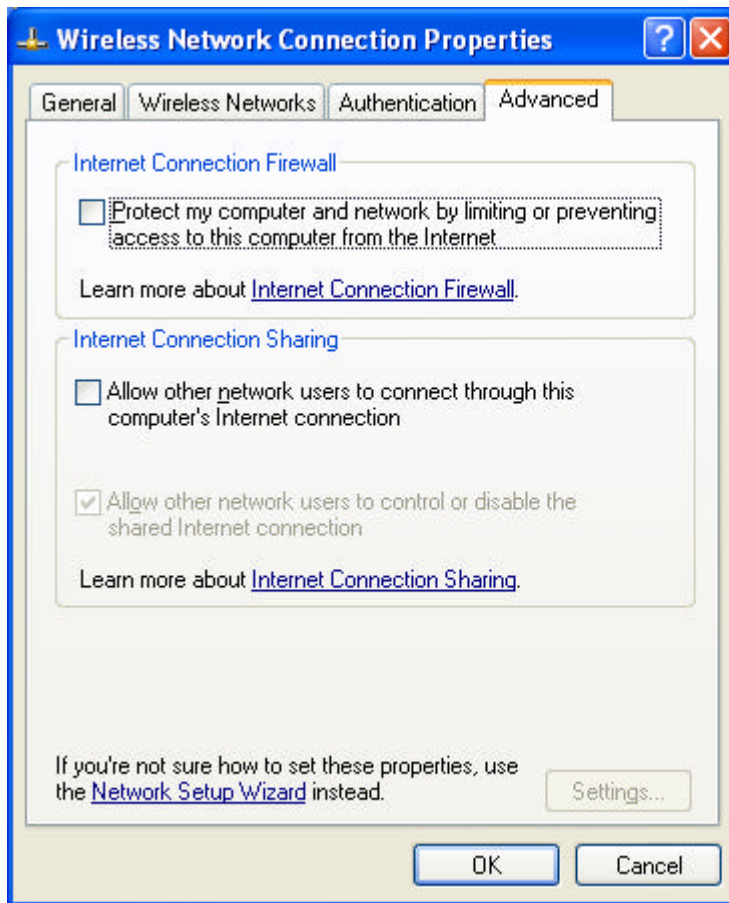 Wireless Network Connection Properties
General Wireless Networks Authentication Advanced
Internet Connection Firewall
Protect my computer and network by limiting or preventing
access to this computer from the Internet
Learn more about Internet Connection Firewall.
Internet Connection Sharing
Allow other network users to connect through this
computer's Internet connection
Allow other network users to control or disable the
shared Internet connection
Learn more about Internet Connection Sharing.
If you're not sure how to set these properties, use
the Network Setup Wizard instead.
Settings...
OK Cancel